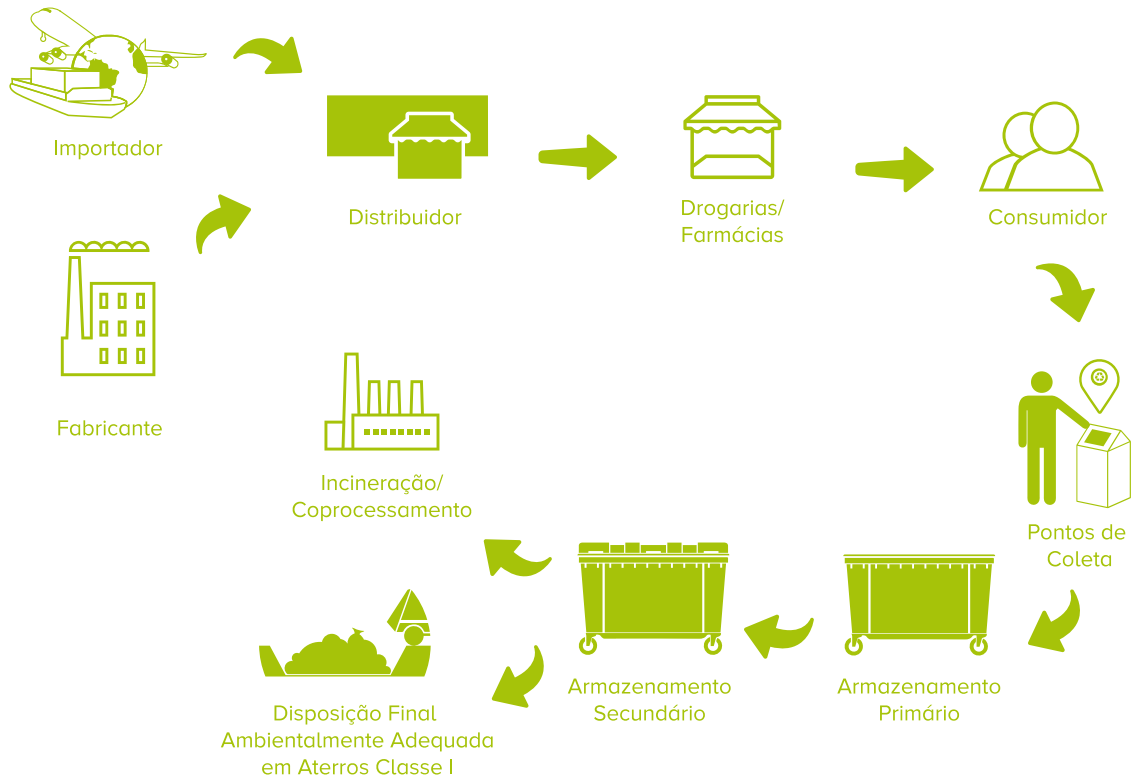 Importador
Distribuidor
Drogarias/
Farmácias
Consumidor
Fabricante
Incineração/
Coprocessamento
Pontos de
Coleta
Armazenamento
Secundário
Armazenamento
Primário
Disposição Final
Ambientalmente Adequada
em Aterros Classe I